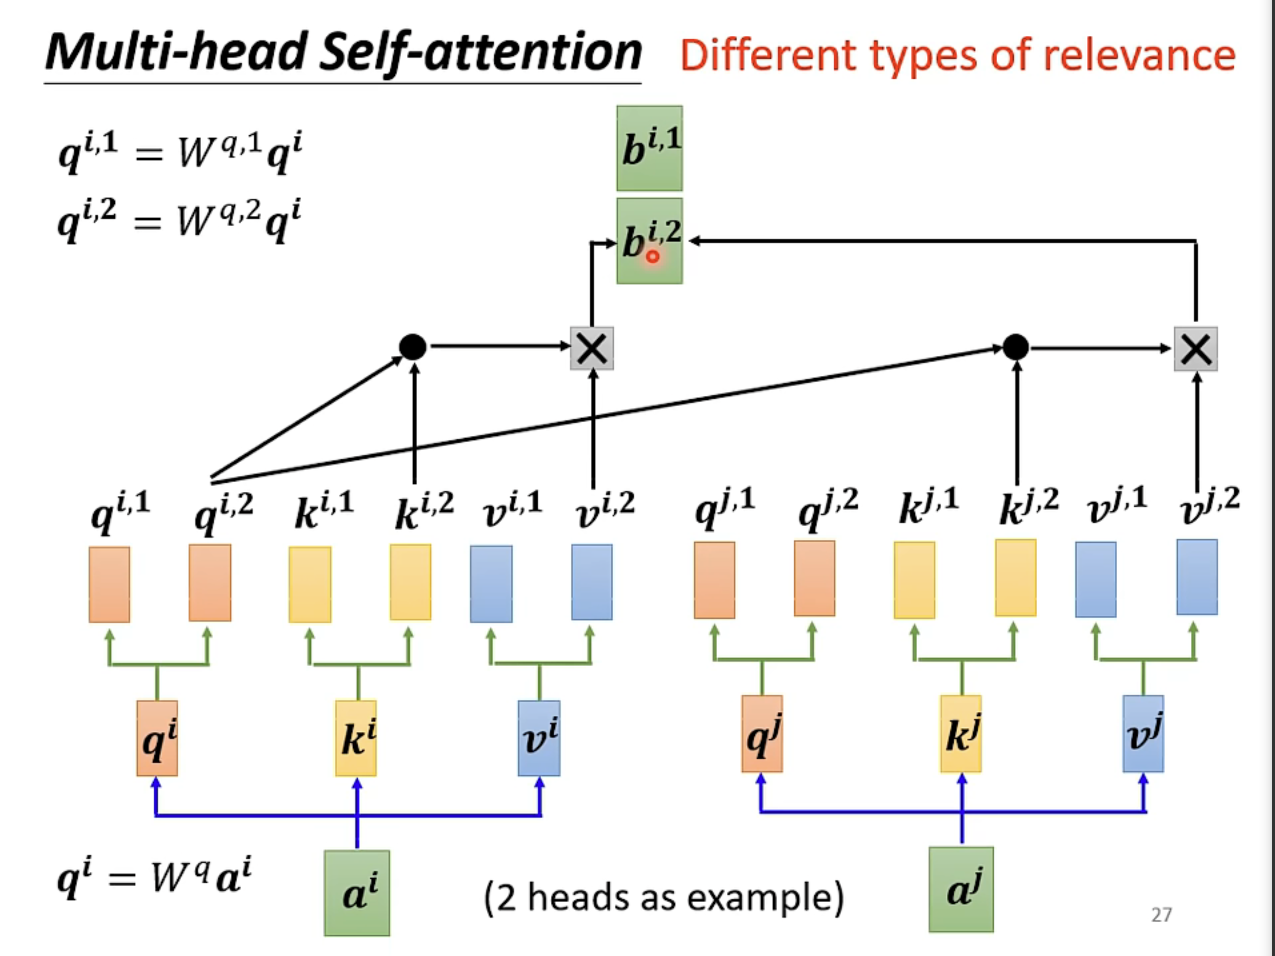 Multi-head Self-attention Different types of relevance
q^{i,1} = W^{q,1}q^{i}
q^{i,2} = W^{q,2}q^{i}
b^{i,1}
b^{i,2}
q^{i,1} q^{i,2} k^{i,1} k^{i,2} v^{i,1} v^{i,2} q^{j,1} q^{j,2} k^{j,1} k^{j,2} v^{j,1} v^{j,2}
q^{i} k^{i} v^{i} q^{j} k^{j} v^{j}
q^{i} = W^{q}a^{i} a^{i} (2 heads as example) a^{j}
27